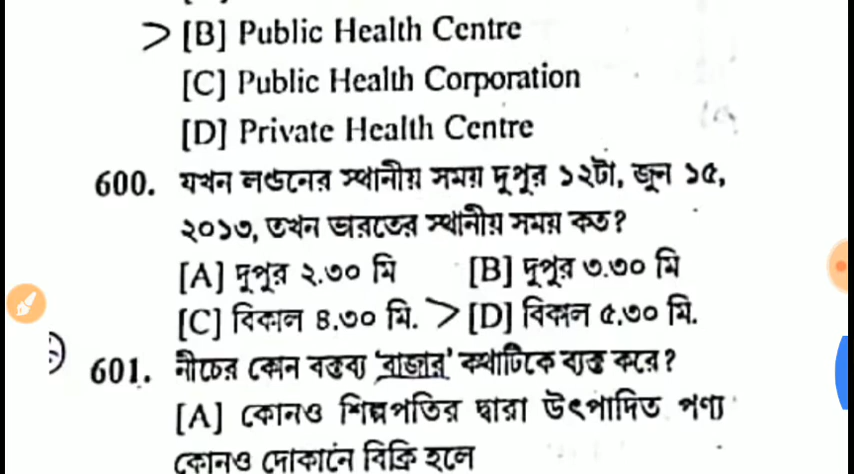 [B] Public Health Centre
[C] Public Health Corporation
[D] Private Health Centre
600. যখন লণ্ডনের স্থানীয় সময় দুপুর ১২টা, জুন ১৫,
২০১৩, তখন ভারতের স্থানীয় সময় কত?
[A] দুপুর ২.৩০ মি [B] দুপুর ৩.৩০ মি
[C] বিকাল ৪.৩০ মি. [D] বিকাল ৫.৩০ মি.
601. নীচের কোন বক্তব্য 'বাজার' কথাটিকে ব্যক্ত করে?
[A] কোনও শিল্পপতির দ্বারা উৎপাদিত পণ্য
কোনও দোকানে বিক্রি হলে